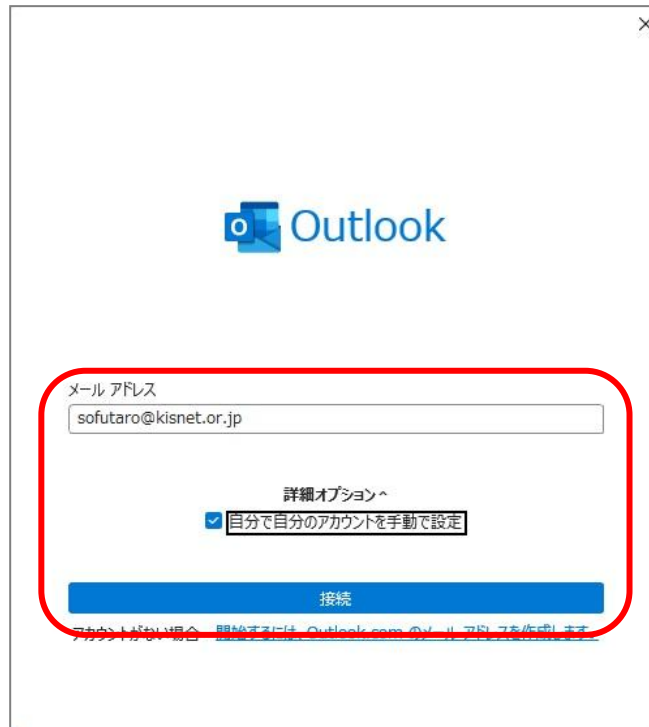 Outlook
メール アドレス
sofutaro@kisnet.or.jp
詳細オプション ^
自分で自分のアカウントを手動で設定
接続
アカウントがない場合 開始するには、Outlook.com のメール アドレスを作成します。